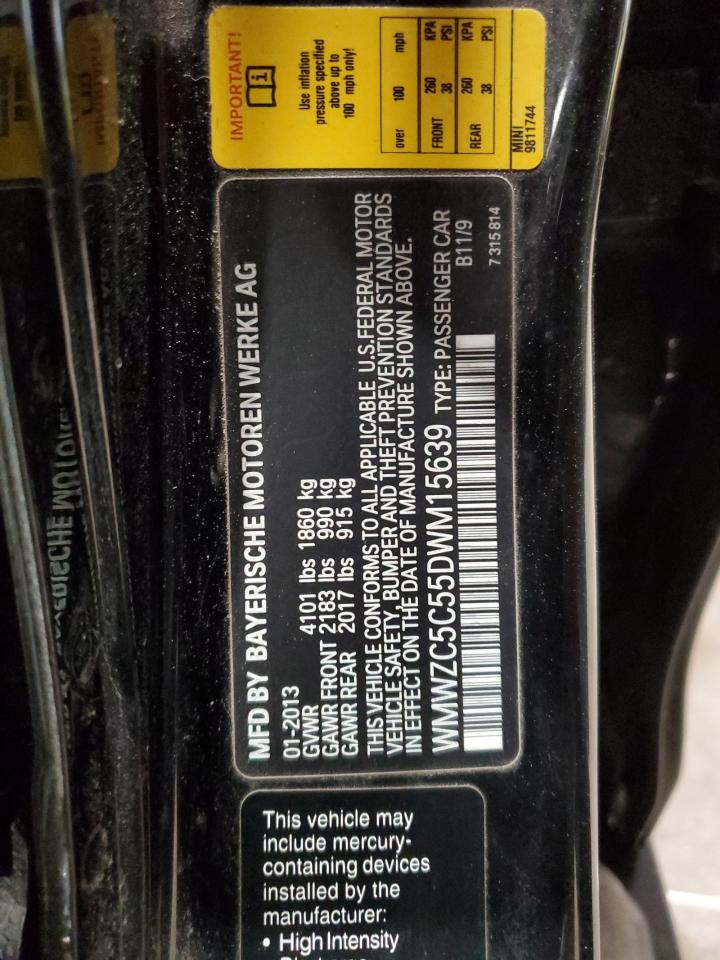 IMPORTANT!
Use inflation
pressure specified
above up to
100 mph only!
over 100 mph
FRONT 260 KPA
38 PSI
REAR 260 KPA
38 PSI
MINI
9811744
MFD BY BAYERISCHE MOTOREN WERKE AG
01-2013
GVWR 4101 lbs 1860 kg
GAWR FRONT 2183 lbs 990 kg
GAWR REAR 2017 lbs 915 kg
THIS VEHICLE CONFORMS TO ALL APPLICABLE U.S.FEDERAL MOTOR
VEHICLE SAFETY, BUMPER AND THEFT PREVENTION STANDARDS
IN EFFECT ON THE DATE OF MANUFACTURE SHOWN ABOVE.
WMWZC5C55DWM15639 TYPE: PASSENGER CAR
B11/9
7 315 814
This vehicle may
include mercury-
containing devices
installed by the
manufacturer:
• High Intensity